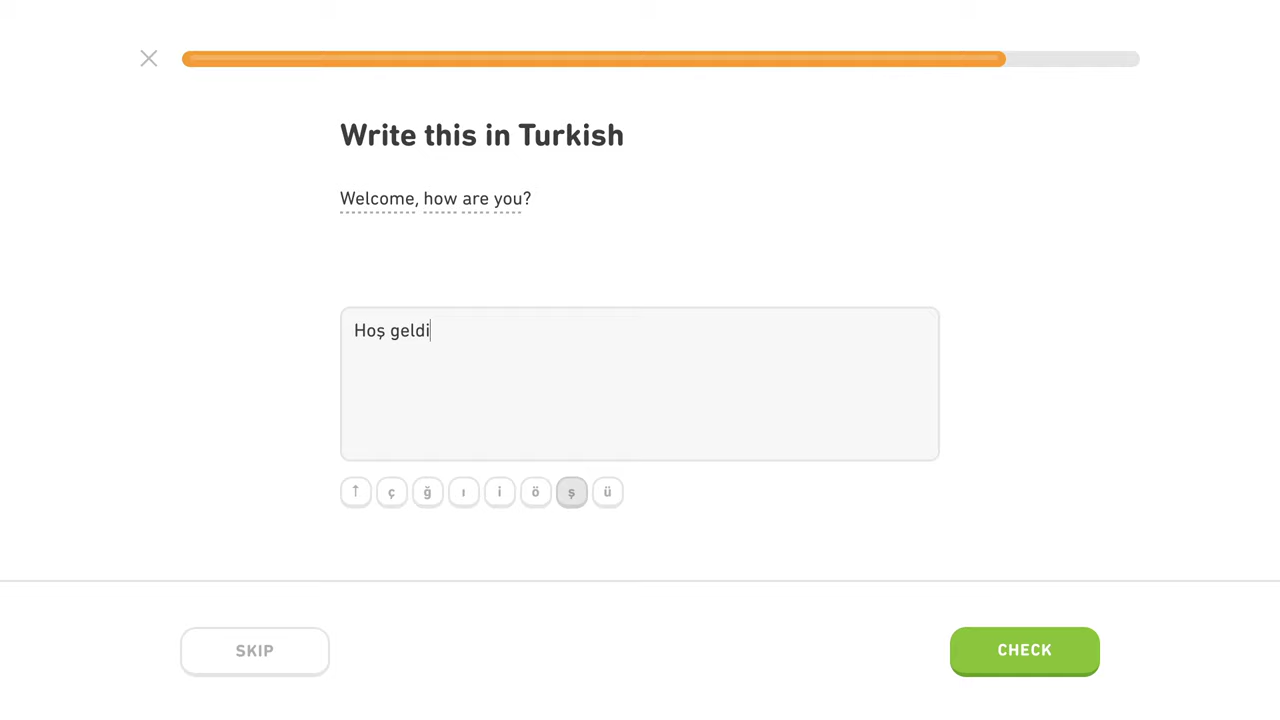 Write this in Turkish
Welcome, how are you?
Hoş geldi
↑ ç ğ ı i ö ş ü
SKIP
CHECK